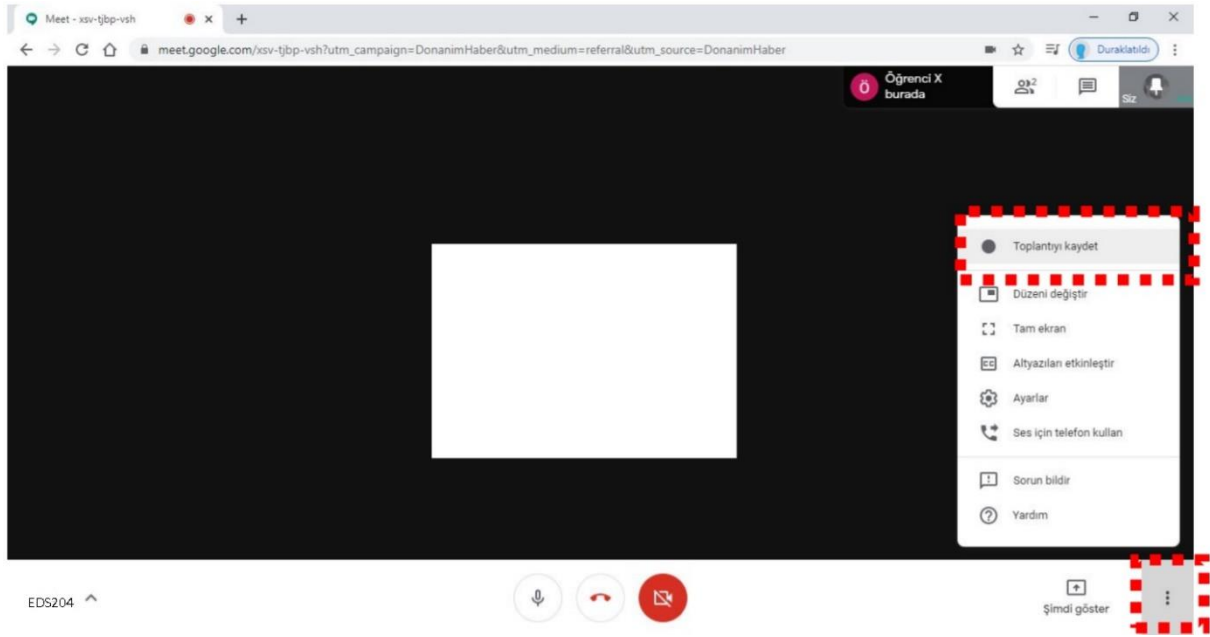 Meet - xsv-tjbp-vsh
meet.google.com/xsv-tjbp-vsh?utm_campaign=DonanimHaber&utm_medium=referral&utm_source=DonanimHaber
Duraklatıldı
Öğrenci X
burada
2
Siz
Toplantıyı kaydet
Düzeni değiştir
Tam ekran
CC
Altyazıları etkinleştir
Ayarlar
Ses için telefon kullan
Sorun bildir
Yardım
EDS204
Şimdi göster